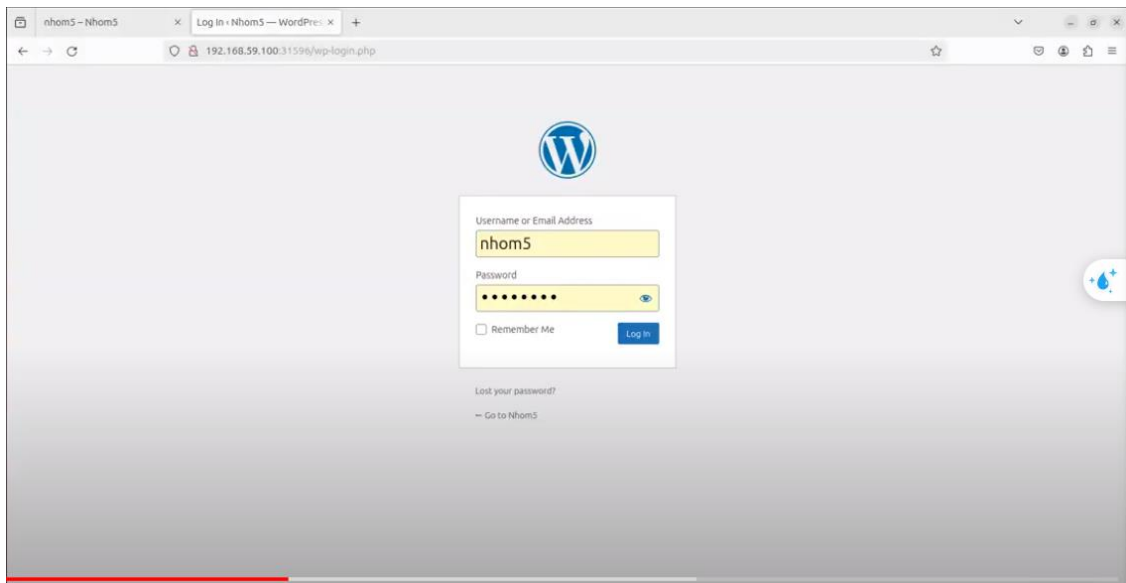 nhom5 – Nhom5
Log In ‹ Nhom5 — WordPres
192.168.59.100:31596/wp-login.php
Username or Email Address
nhom5
Password
Remember Me
Log In
Lost your password?
← Go to Nhom5